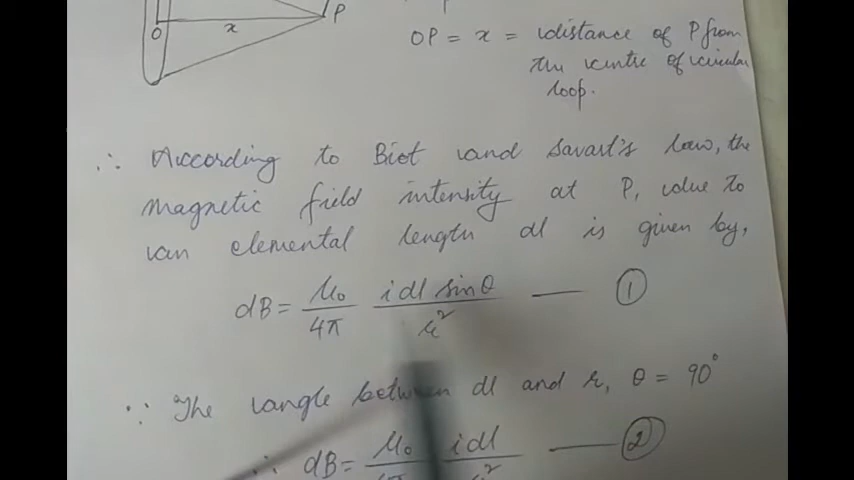 P
O
x
OP = x = distance of P from
the centre of circular
loop.
∴ According to Biot and Savart's law, the
magnetic field intensity at P, due to
an elemental length dl is given by,
dB = μ₀/4π i dl sinθ/r² —— ①
∵ The angle between dl and r, θ = 90°
∴ dB = μ₀/4π i dl/r² —— ②